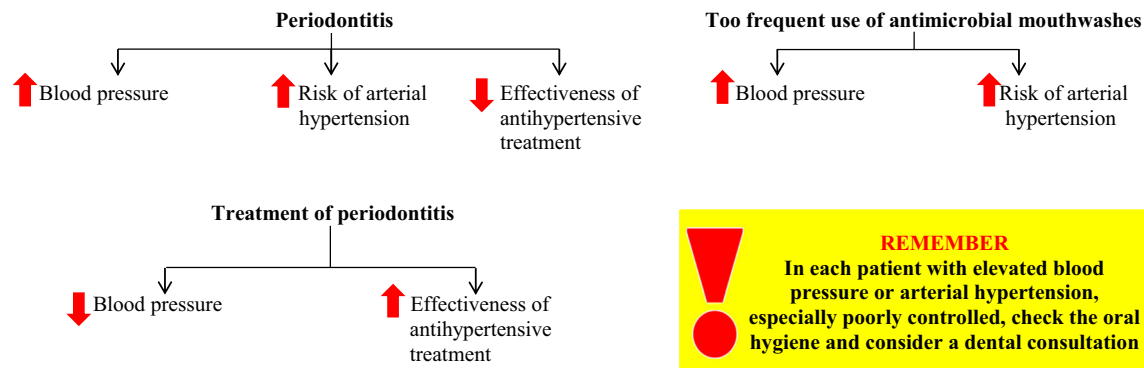 Periodontitis
Blood pressure
Risk of arterial
hypertension
Effectiveness of
antihypertensive
treatment
Too frequent use of antimicrobial mouthwashes
Blood pressure
Risk of arterial
hypertension
Treatment of periodontitis
Blood pressure
Effectiveness of
antihypertensive
treatment
REMEMBER
In each patient with elevated blood
pressure or arterial hypertension,
especially poorly controlled, check the oral
hygiene and consider a dental consultation